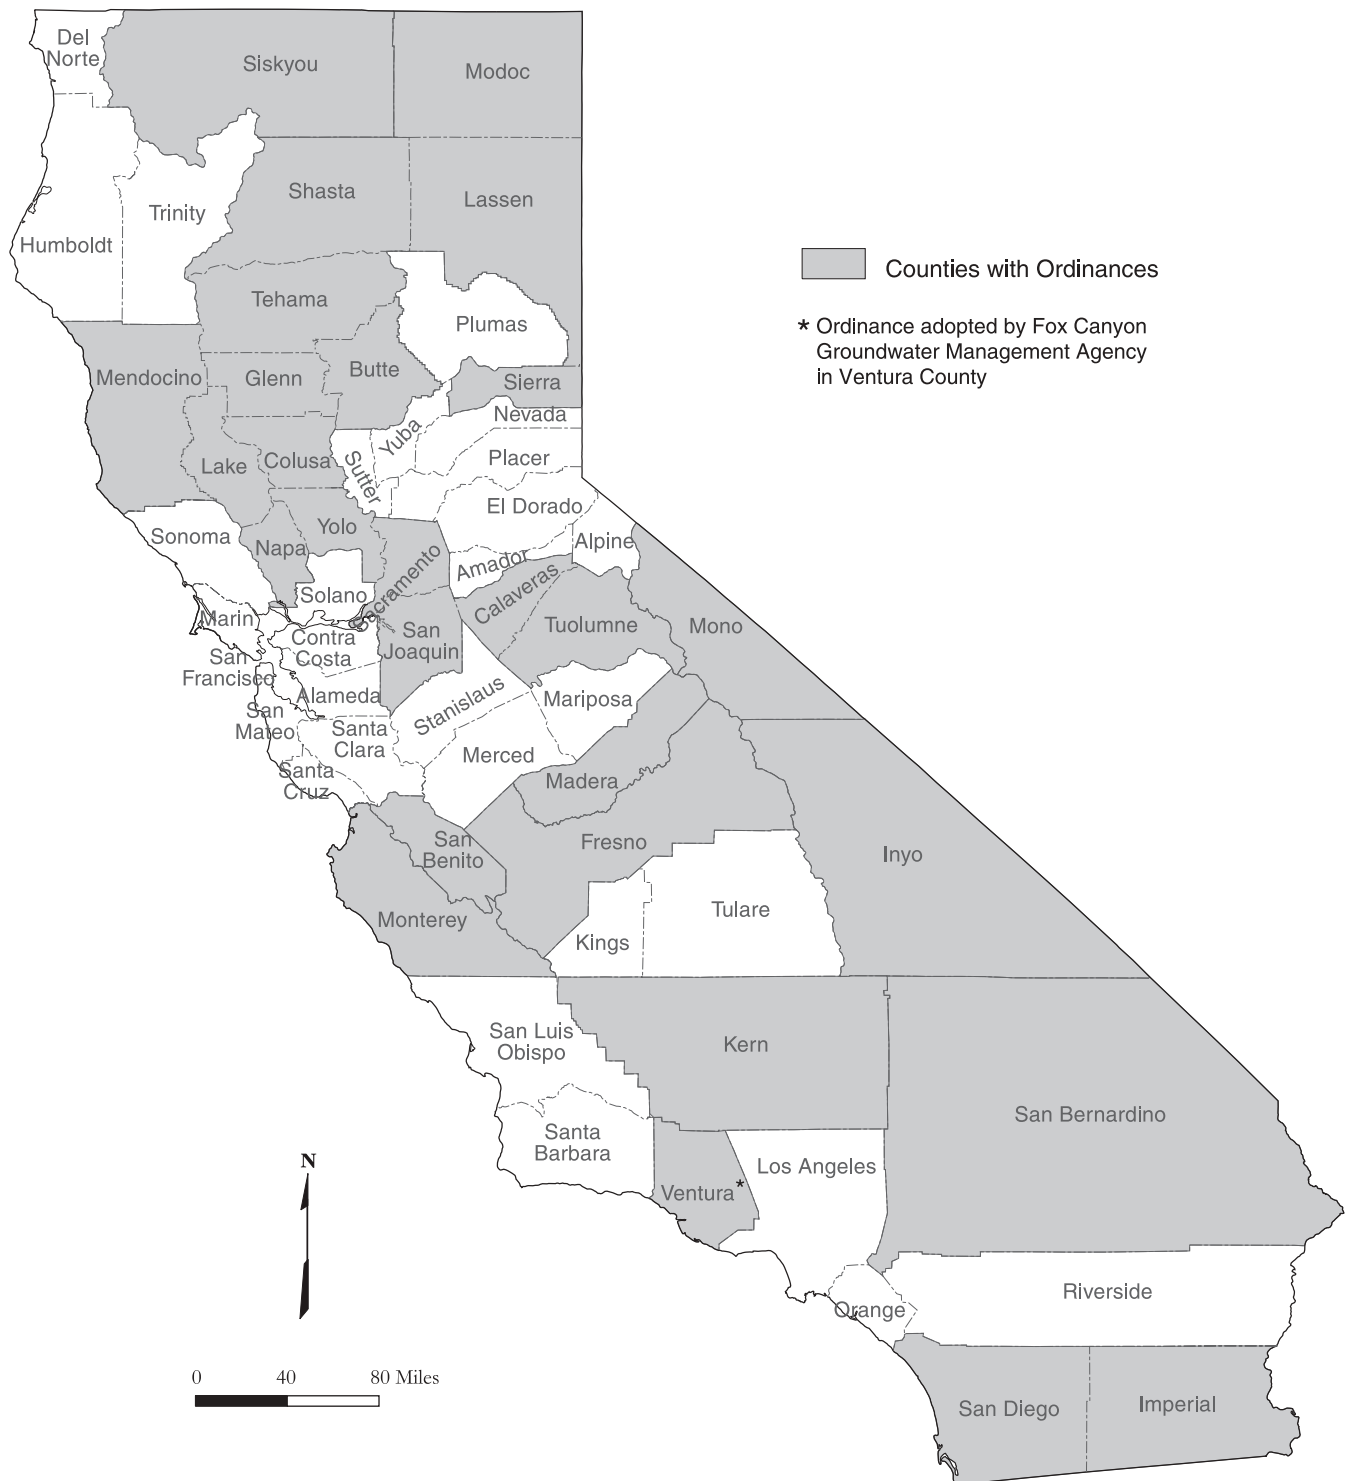 Del
Norte
Siskyou
Modoc
Shasta
Lassen
Trinity
Humboldt
Counties with Ordinances
Tehama
* Ordinance adopted by Fox Canyon
Groundwater Management Agency
in Ventura County
Plumas
Mendocino
Glenn
Butte
Sierra
Nevada
Yuba
Lake
Colusa
Sutter
Placer
El Dorado
Sonoma
Yolo
Napa
Alpine
Amador
Sacramento
Calaveras
Solano
Marin
Contra
Costa
San
Joaquin
Tuolumne
Mono
San
Francisco
Alameda
Stanislaus
Mariposa
San
Mateo
Santa
Clara
Merced
Santa
Cruz
Madera
San
Benito
Fresno
Inyo
Monterey
Kings
Tulare
San Luis
Obispo
Kern
San Bernardino
Santa
Barbara
Los Angeles
Ventura*
N
Orange
Riverside
0 40 80 Miles
San Diego
Imperial